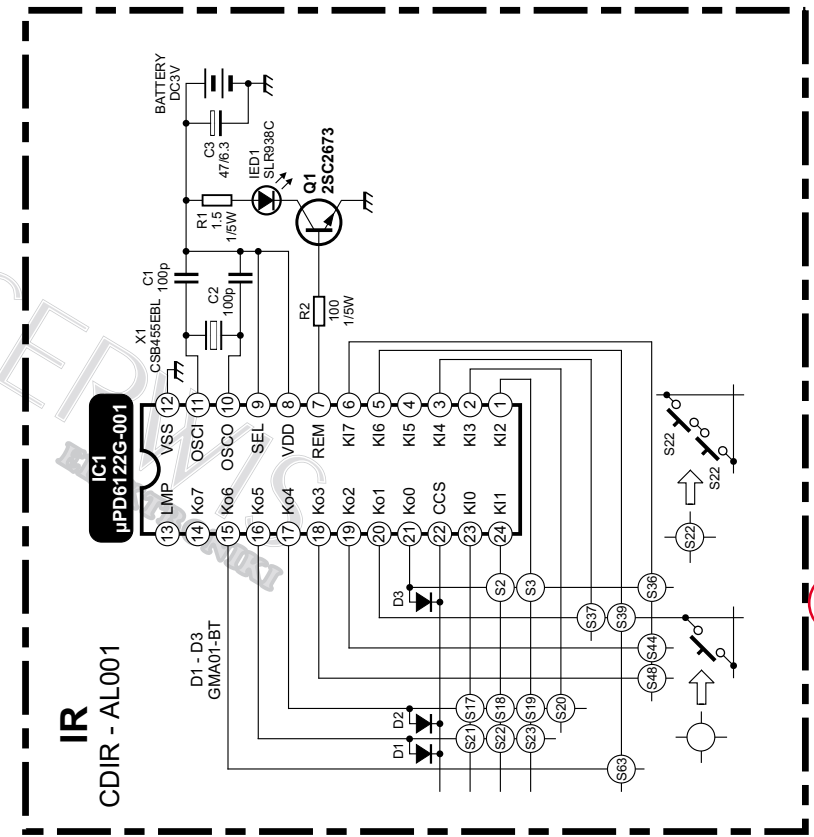 IR
CDIR - AL001
IC1
µPD6122G-001
D1 - D3
GMA01-BT
BATTERY
DC3V
C3
47/6.3
IED1
SLR938C
Q1
2SC2673
R1
1.5
1/5W
C1
100p
C2
100p
X1
CSB455EBL
R2
100
1/5W
12 VSS
11 OSCI
10 OSCO
9 SEL
8 VDD
7 REM
6 KI7
5 KI6
4 KI5
3 KI4
2 KI3
1 KI2
13 LMP
14 Ko7
15 Ko6
16 Ko5
17 Ko4
18 Ko3
19 Ko2
20 Ko1
21 Ko0
22 CCS
23 KI0
24 KI1
D3
D2
D1
S2
S3
S36
S37
S39
S44
S48
S17
S18
S19
S20
S21
S22
S23
S63
S22
S22
S22
SERWIS
ELEKTRONIKI